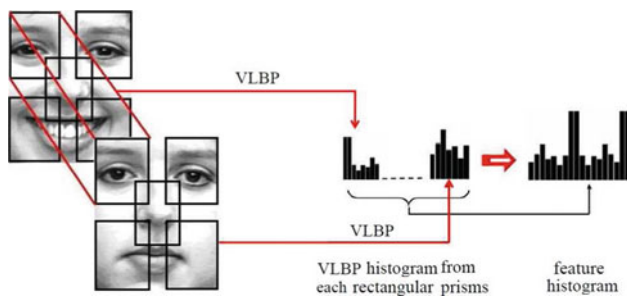 VLBP
VLBP
VLBP histogram from
each rectangular prisms
feature
histogram